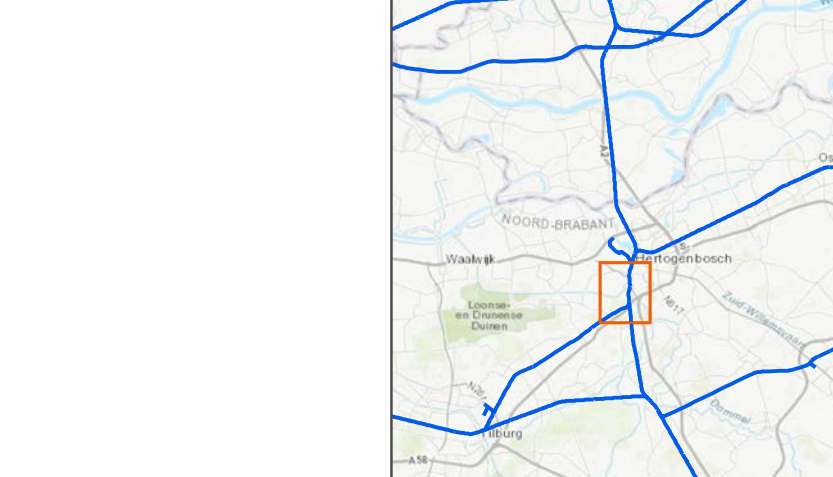 A2
Os
NOORD-BRABANT
Waalwijk
Hertogenbosch
Loonse-
en Drunense
Duinen
N617
Zuid-Willemsvaart
N261
Dommel
Tilburg
A58